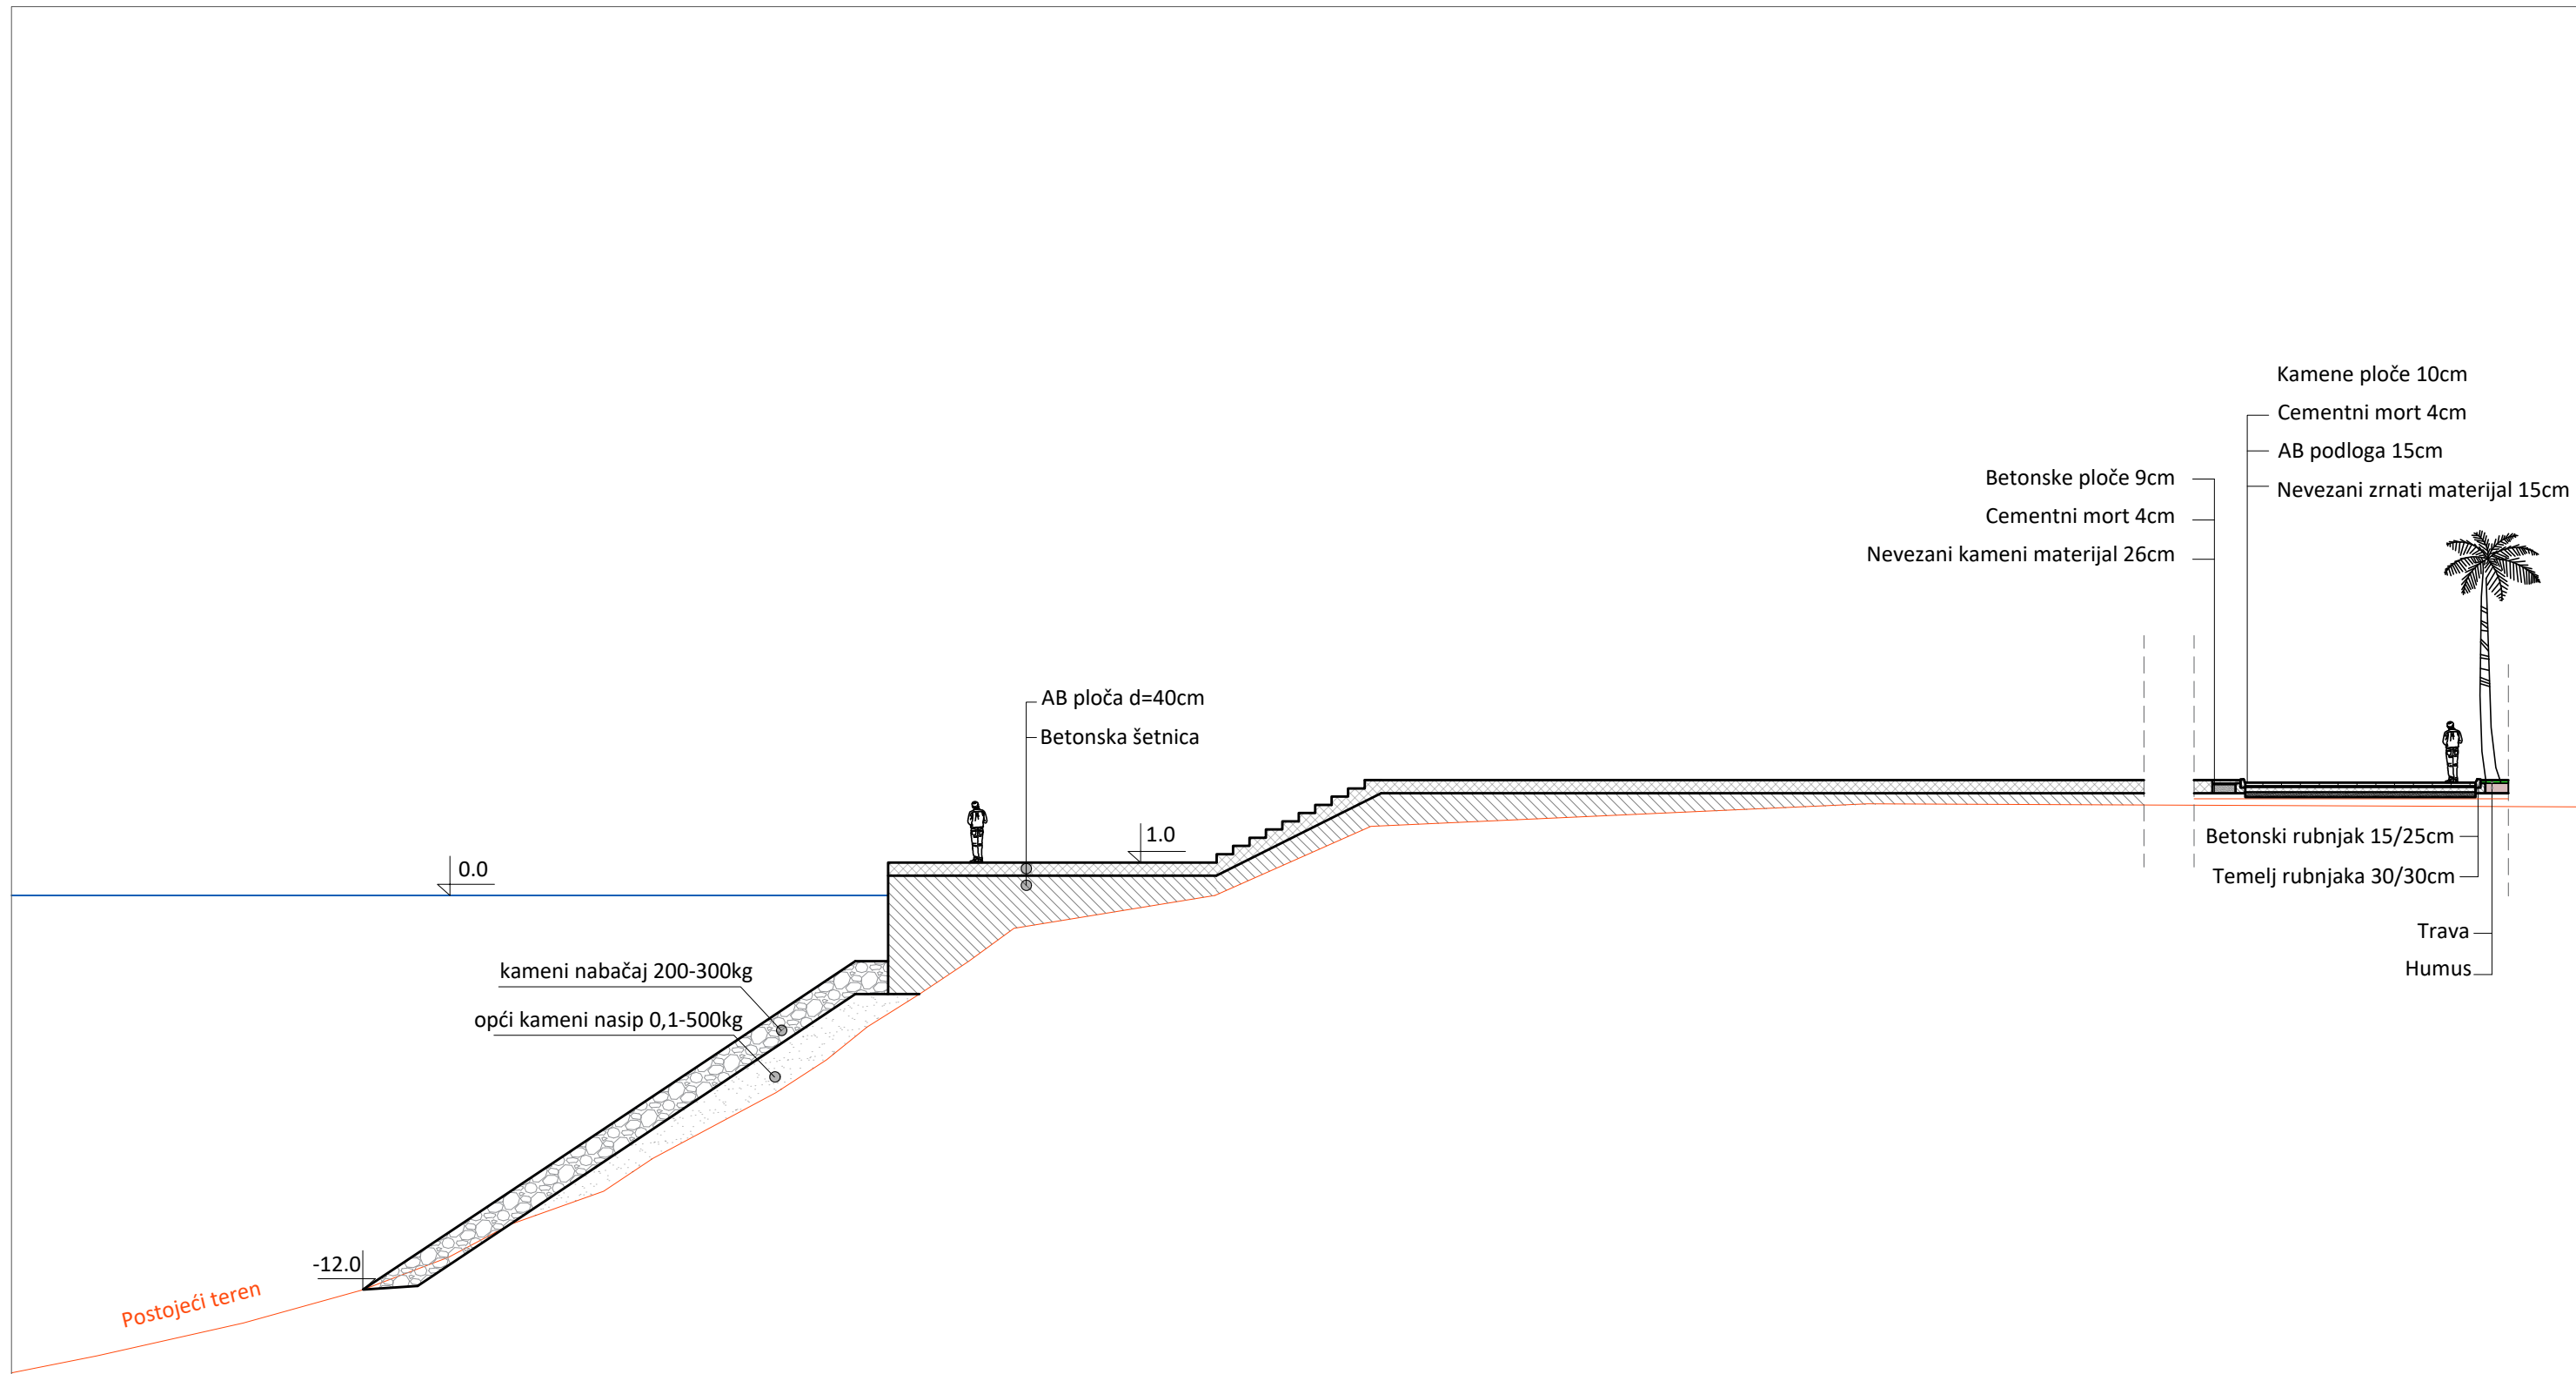 Kamene ploče 10cm
Cementni mort 4cm
AB podloga 15cm
Nevezani zrnati materijal 15cm
Betonske ploče 9cm
Cementni mort 4cm
Nevezani kameni materijal 26cm
AB ploča d=40cm
Betonska šetnica
1.0
0.0
Betonski rubnjak 15/25cm
Temelj rubnjaka 30/30cm
Trava
Humus
kameni nabačaj 200-300kg
opći kameni nasip 0,1-500kg
-12.0
Postojeći teren